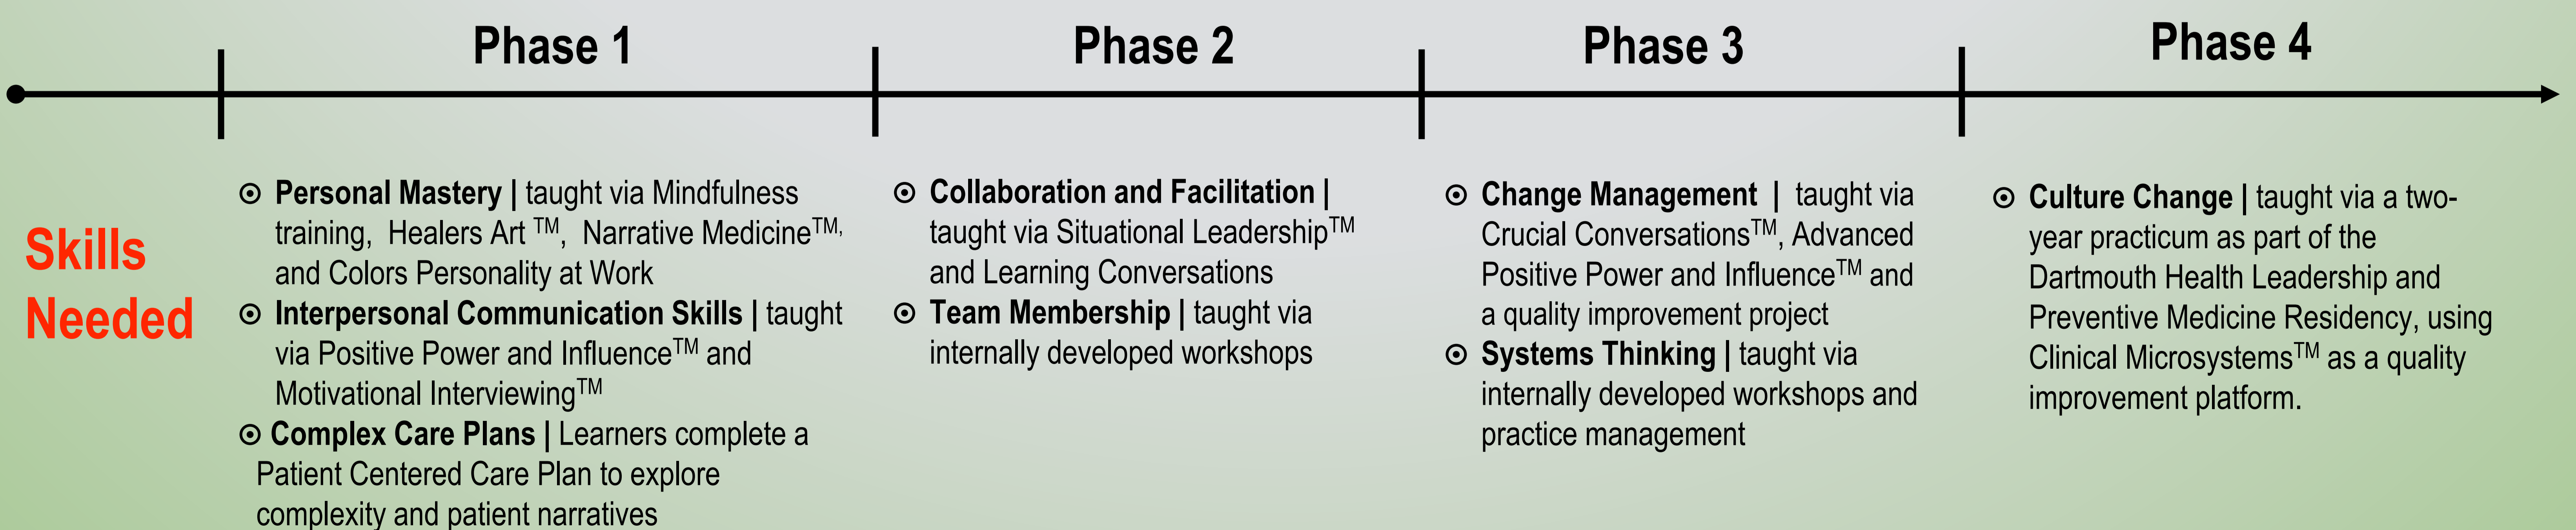 Phase 1
Phase 2
Phase 3
Phase 4
Skills
Needed
Personal Mastery | taught via Mindfulness
training, Healers Art ™, Narrative Medicine™,
and Colors Personality at Work
Interpersonal Communication Skills | taught
via Positive Power and Influence™ and
Motivational Interviewing™
Complex Care Plans | Learners complete a
Patient Centered Care Plan to explore
complexity and patient narratives
Collaboration and Facilitation |
taught via Situational Leadership™
and Learning Conversations
Team Membership | taught via
internally developed workshops
Change Management | taught via
Crucial Conversations™, Advanced
Positive Power and Influence™ and
a quality improvement project
Systems Thinking | taught via
internally developed workshops and
practice management
Culture Change | taught via a two-
year practicum as part of the
Dartmouth Health Leadership and
Preventive Medicine Residency, using
Clinical Microsystems™ as a quality
improvement platform.